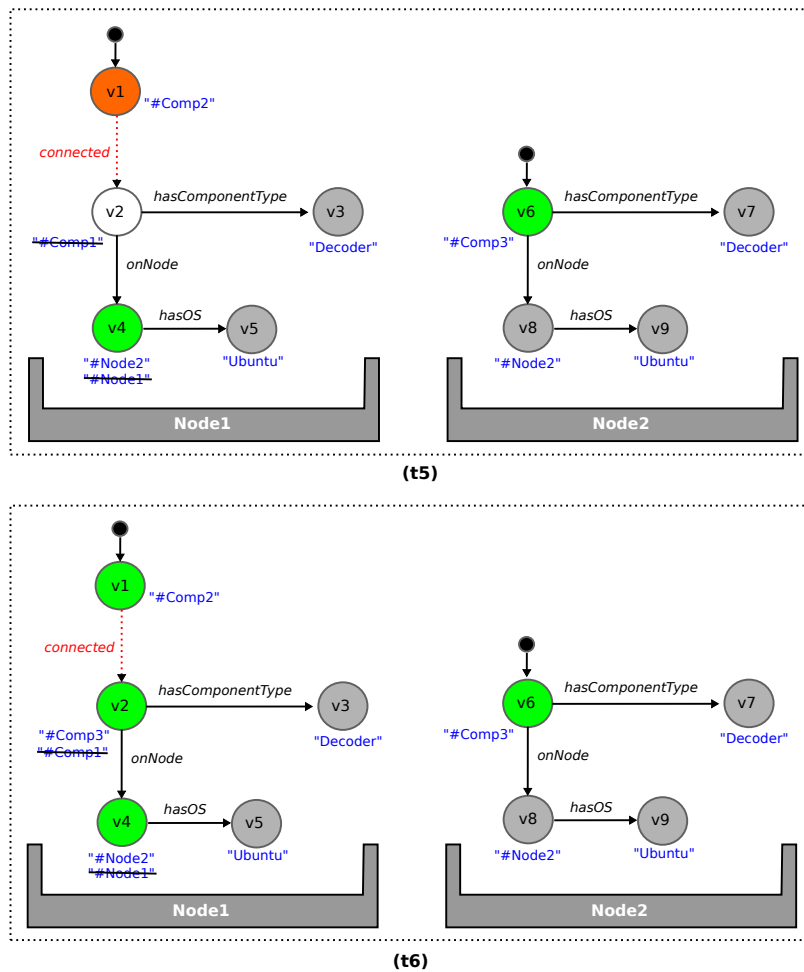 v1
"#Comp2"
connected
hasComponentType
v2
v3
"#Comp1"
"Decoder"
onNode
hasOS
v4
v5
"#Node2"
"Ubuntu"
"#Node1"
Node1
hasComponentType
v6
v7
"#Comp3"
"Decoder"
onNode
hasOS
v8
v9
"#Node2"
"Ubuntu"
Node2
(t5)
v1
"#Comp2"
connected
hasComponentType
v2
v3
"#Comp3"
"Decoder"
"#Comp1"
onNode
hasOS
v4
v5
"#Node2"
"Ubuntu"
"#Node1"
Node1
hasComponentType
v6
v7
"#Comp3"
"Decoder"
onNode
hasOS
v8
v9
"#Node2"
"Ubuntu"
Node2
(t6)